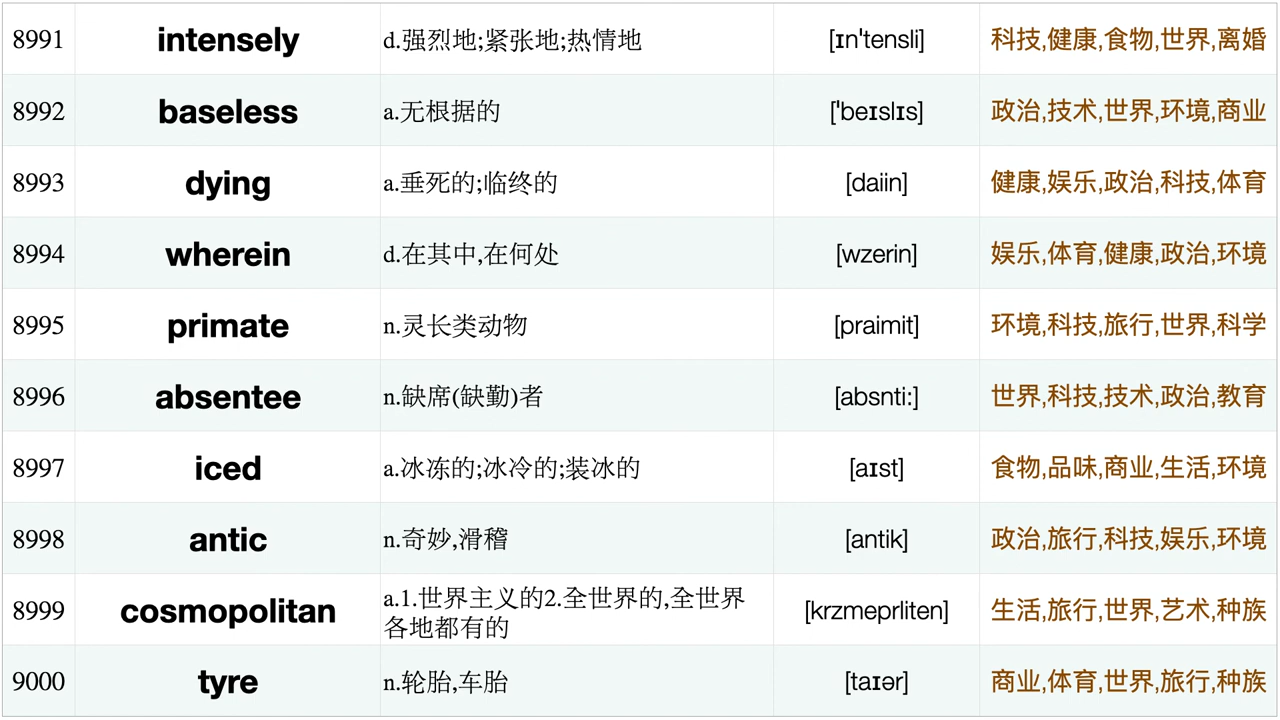 8991 intensely d.强烈地;紧张地;热情地 [ɪnˈtensli] 科技,健康,食物,世界,离婚
8992 baseless a.无根据的 [ˈbeɪslɪs] 政治,技术,世界,环境,商业
8993 dying a.垂死的;临终的 [daiin] 健康,娱乐,政治,科技,体育
8994 wherein d.在其中,在何处 [wzerin] 娱乐,体育,健康,政治,环境
8995 primate n.灵长类动物 [praimit] 环境,科技,旅行,世界,科学
8996 absentee n.缺席(缺勤)者 [absnti:] 世界,科技,技术,政治,教育
8997 iced a.冰冻的;冰冷的;装冰的 [aɪst] 食物,品味,商业,生活,环境
8998 antic n.奇妙,滑稽 [antik] 政治,旅行,科技,娱乐,环境
8999 cosmopolitan a.1.世界主义的2.全世界的,全世界 [krzmeprliten] 生活,旅行,世界,艺术,种族
各地都有的
9000 tyre n.轮胎,车胎 [taɪər] 商业,体育,世界,旅行,种族